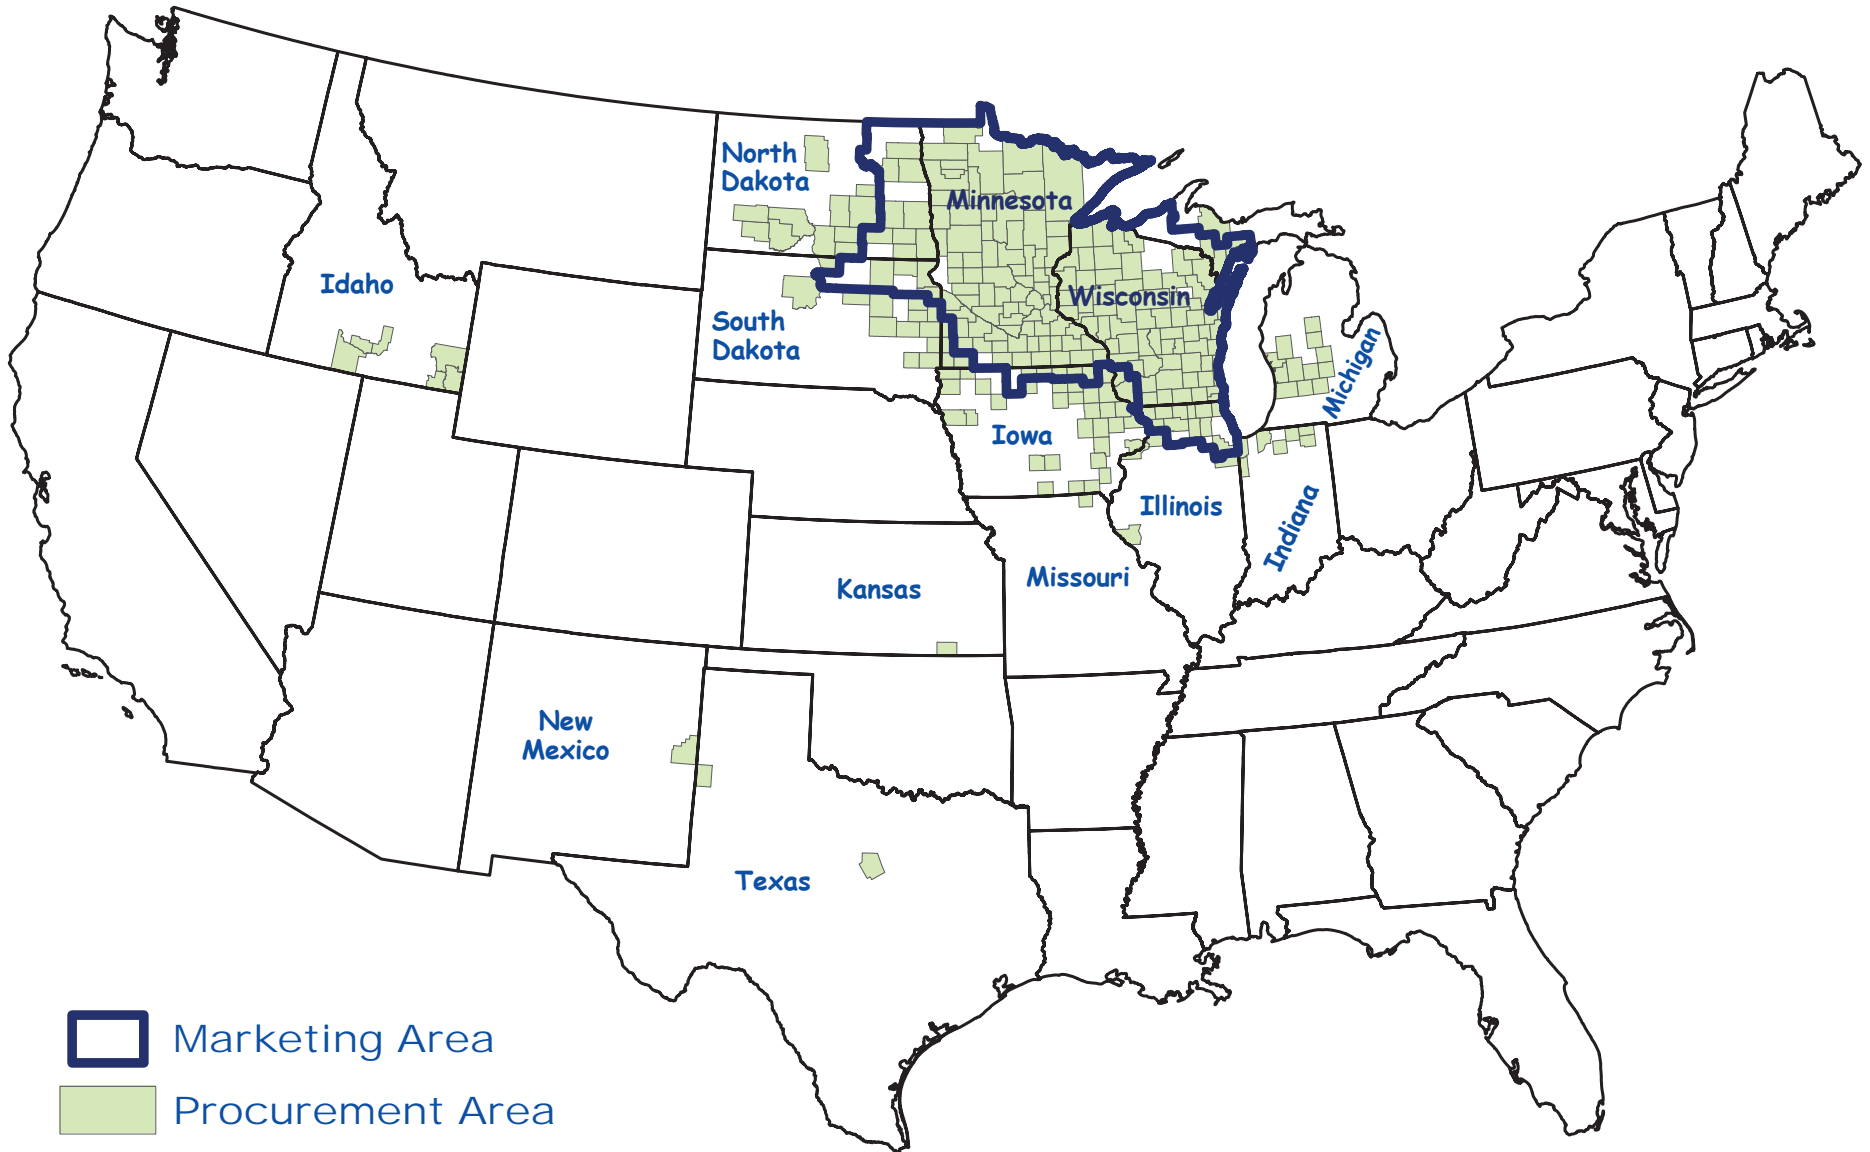 North
Dakota
Minnesota
Idaho
Wisconsin
South
Dakota
Michigan
Iowa
Illinois
Indiana
Missouri
Kansas
New
Mexico
Texas
Marketing Area
Procurement Area